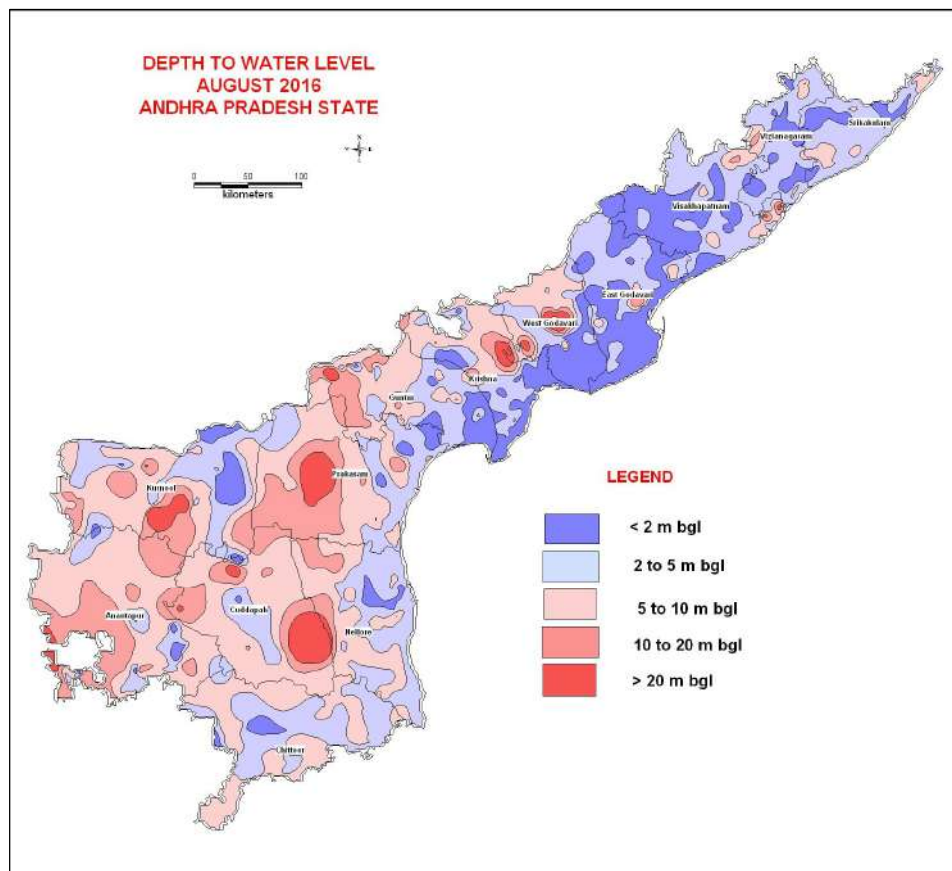 DEPTH TO WATER LEVEL
AUGUST 2016
ANDHRA PRADESH STATE
N
E
0 50 100
kilometers
Srikakulam
Vizianagaram
Visakhapatnam
East Godavari
West Godavari
Krishna
Guntur
Prakasam
Kurnool
Cuddapah
Anantapur
Nellore
Chittoor
LEGEND
< 2 m bgl
2 to 5 m bgl
5 to 10 m bgl
10 to 20 m bgl
> 20 m bgl